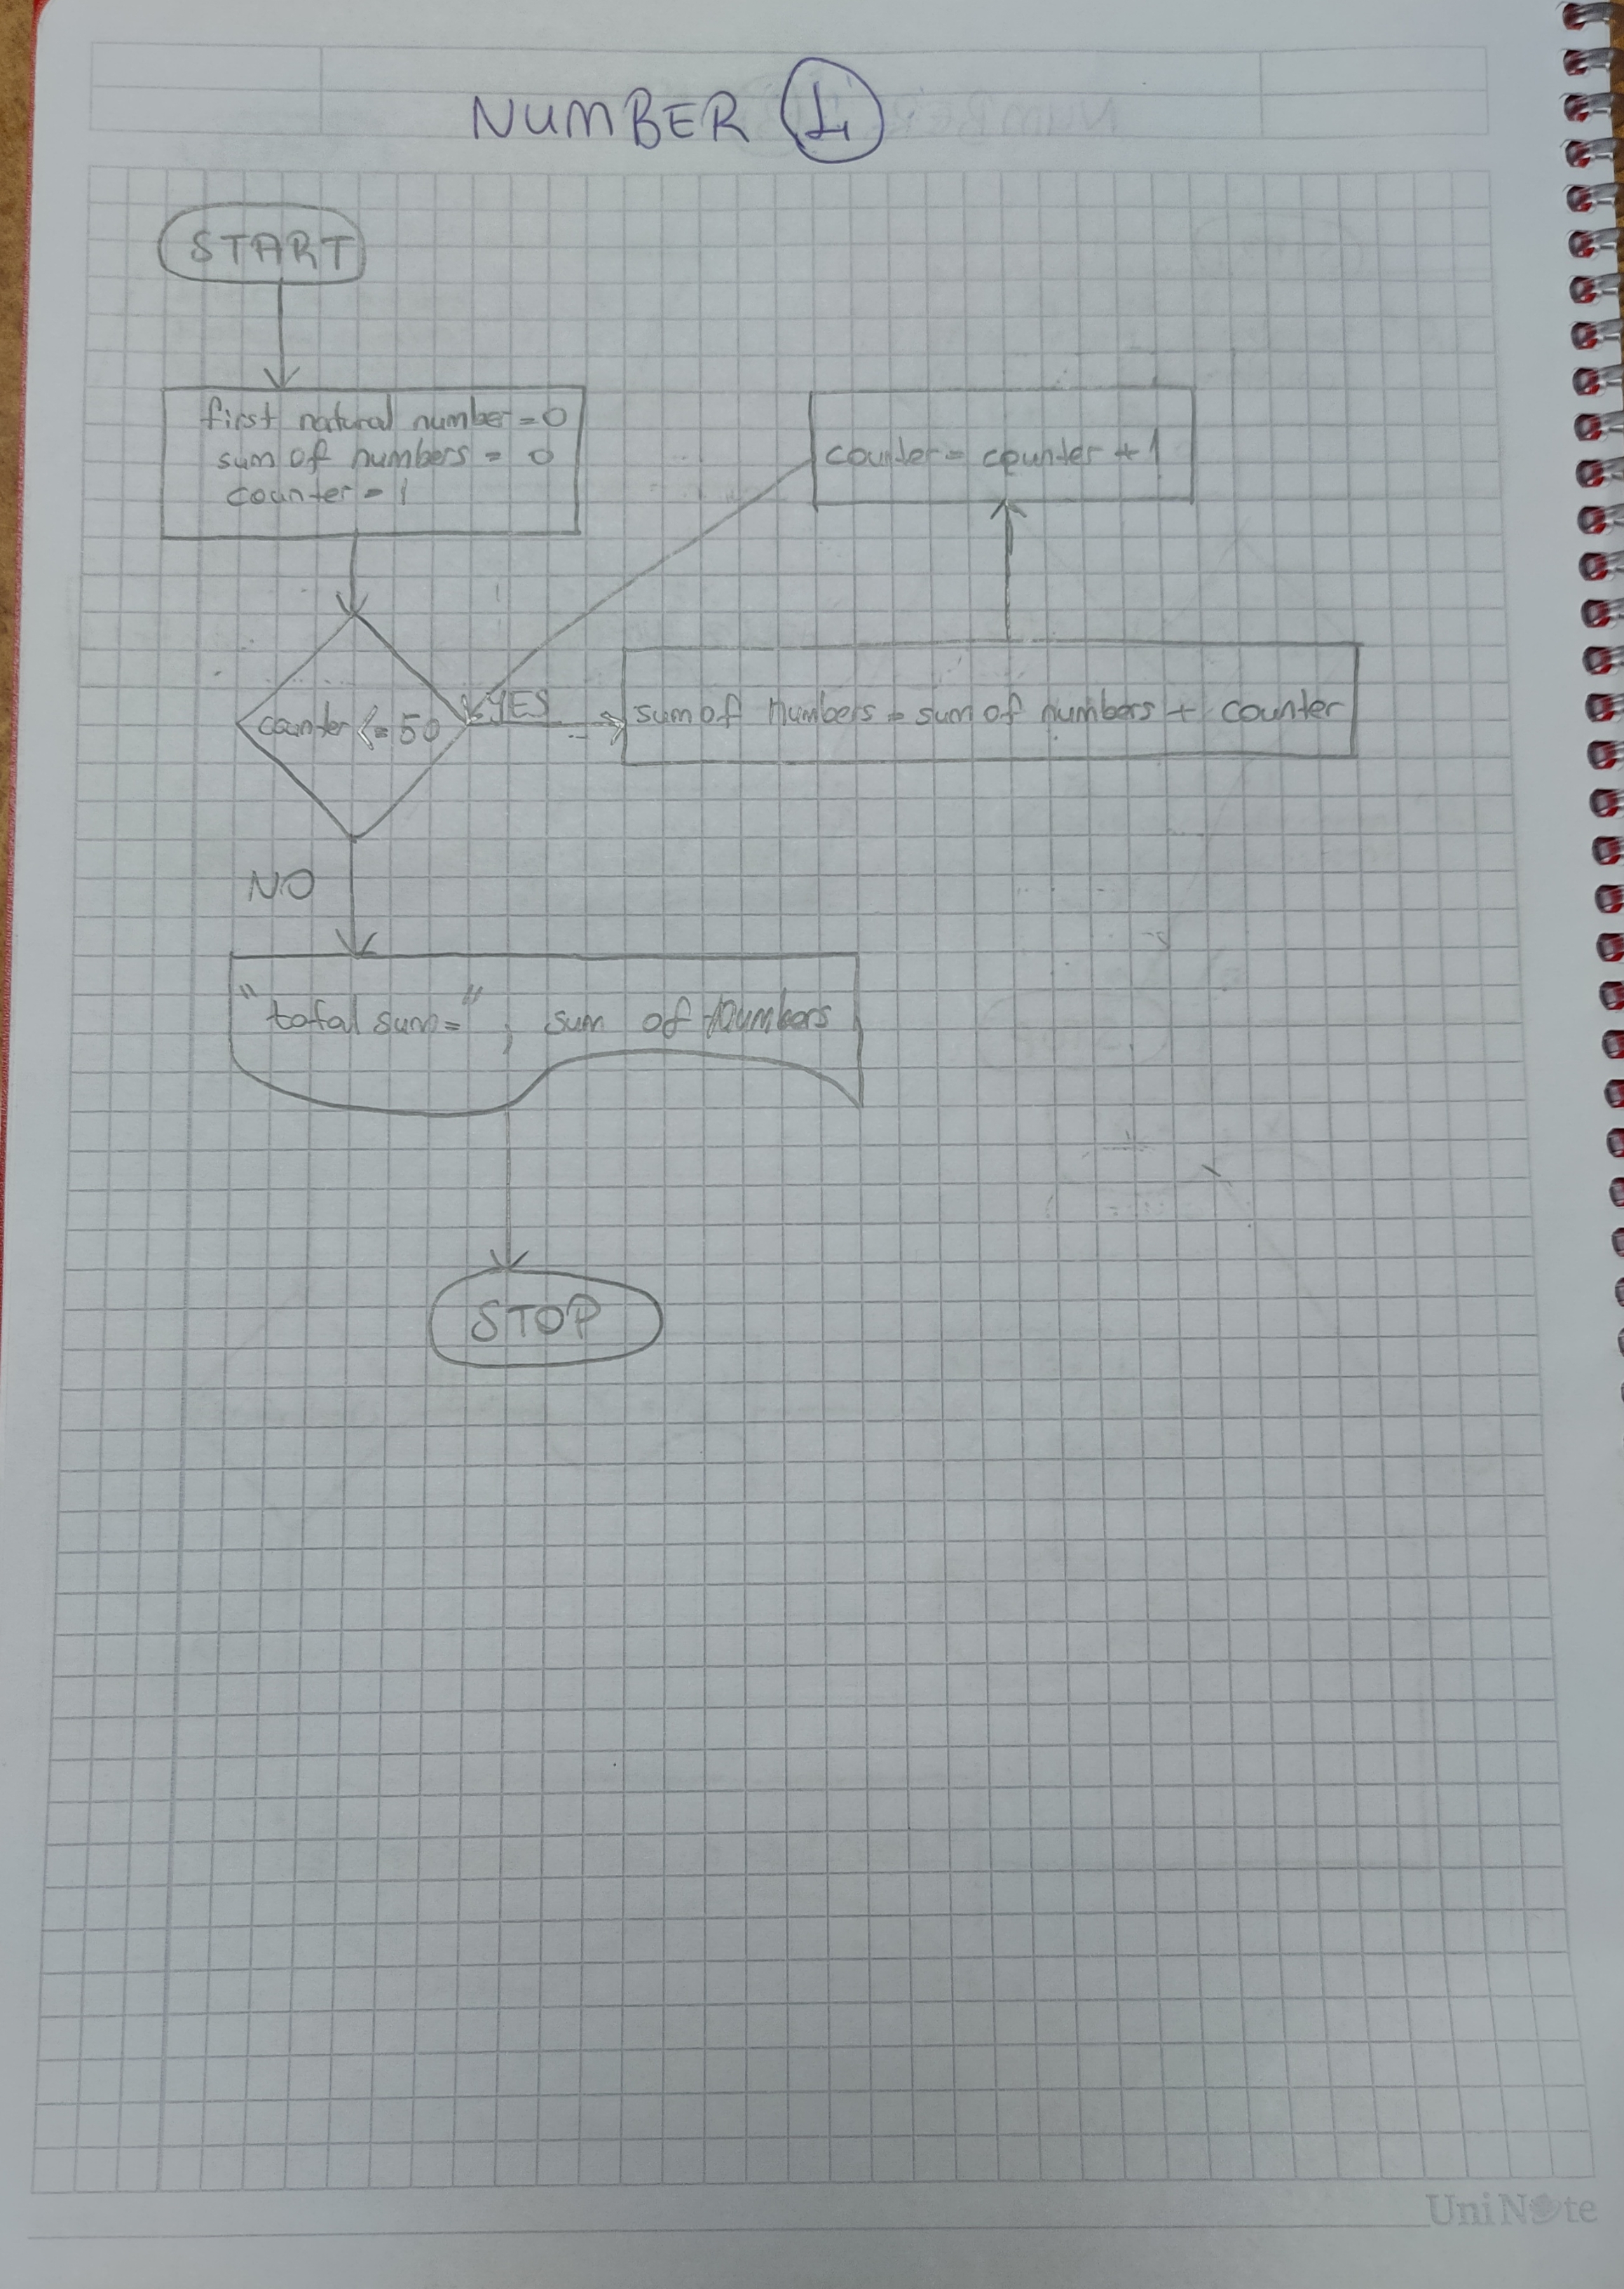 NUMBER 1
START
first natural number = 0
sum of numbers = 0
counter = 1
counter = counter + 1
counter <= 50
YES
sum of numbers = sum of numbers + counter
NO
"total sum=", sum of numbers
STOP
UniNote